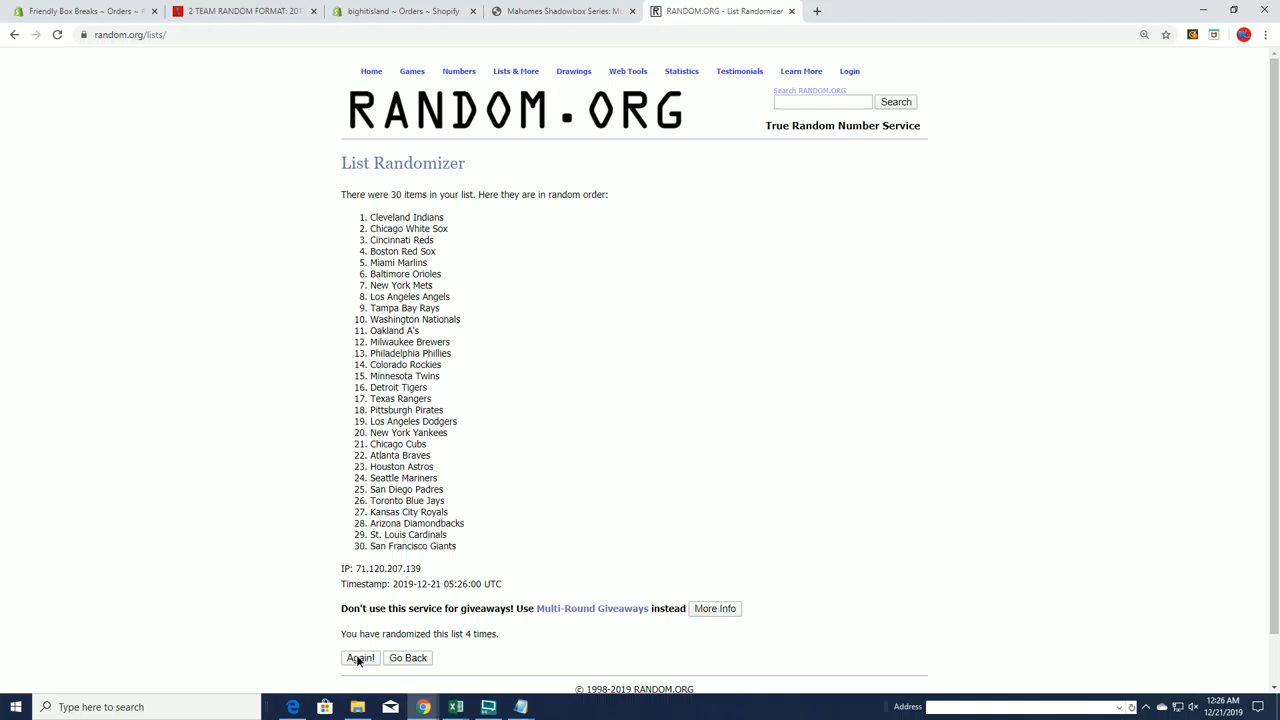 Friendly Box Breaks ~ Orders ~ S
2 TEAM RANDOM FORMAT: 201
bighitsland ~ Orders ~ Shopify
Mahomes Shadowbox Series: M
RANDOM.ORG - List Randomizer
random.org/lists/
Home Games Numbers Lists & More Drawings Web Tools Statistics Testimonials Learn More Login
RANDOM.ORG
Search RANDOM.ORG
Search
True Random Number Service
List Randomizer
There were 30 items in your list. Here they are in random order:
1. Cleveland Indians
2. Chicago White Sox
3. Cincinnati Reds
4. Boston Red Sox
5. Miami Marlins
6. Baltimore Orioles
7. New York Mets
8. Los Angeles Angels
9. Tampa Bay Rays
10. Washington Nationals
11. Oakland A's
12. Milwaukee Brewers
13. Philadelphia Phillies
14. Colorado Rockies
15. Minnesota Twins
16. Detroit Tigers
17. Texas Rangers
18. Pittsburgh Pirates
19. Los Angeles Dodgers
20. New York Yankees
21. Chicago Cubs
22. Atlanta Braves
23. Houston Astros
24. Seattle Mariners
25. San Diego Padres
26. Toronto Blue Jays
27. Kansas City Royals
28. Arizona Diamondbacks
29. St. Louis Cardinals
30. San Francisco Giants
IP: 71.120.207.139
Timestamp: 2019-12-21 05:26:00 UTC
Don't use this service for giveaways! Use Multi-Round Giveaways instead More Info
You have randomized this list 4 times.
Again! Go Back
© 1998-2019 RANDOM.ORG
Type here to search
Address
12:26 AM
12/21/2019